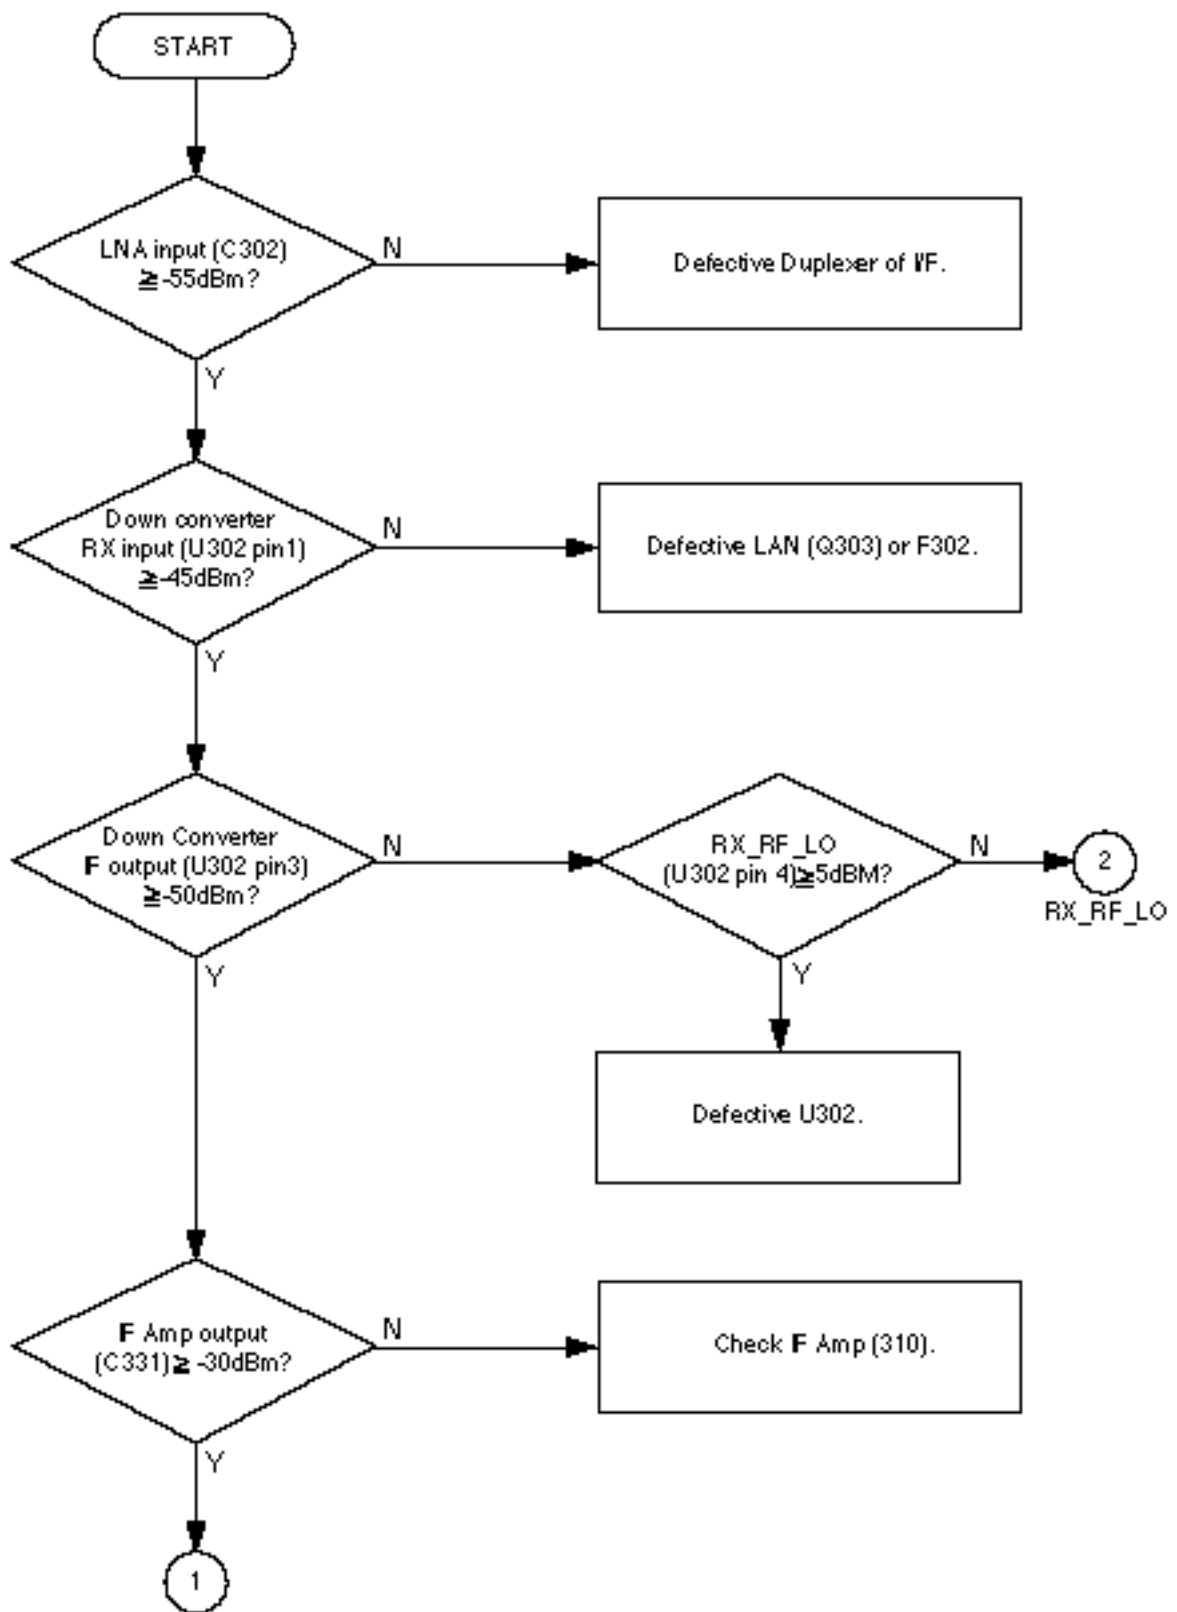 START
LNA input (C302)
≧-55dBm?
N
Defective Duplexer of I/F.
Y
Down converter
RX input (U302 pin1)
≧-45dBm?
N
Defective LAN (Q303) or F302.
Y
Down Converter
IF output (U302 pin3)
≧-50dBm?
N
RX_RF_LO
(U302 pin 4)≧5dBM?
N
2
RX_RF_LO
Y
Y
Defective U302.
IF Amp output
(C331)≧ -30dBm?
N
Check IF Amp (310).
Y
1